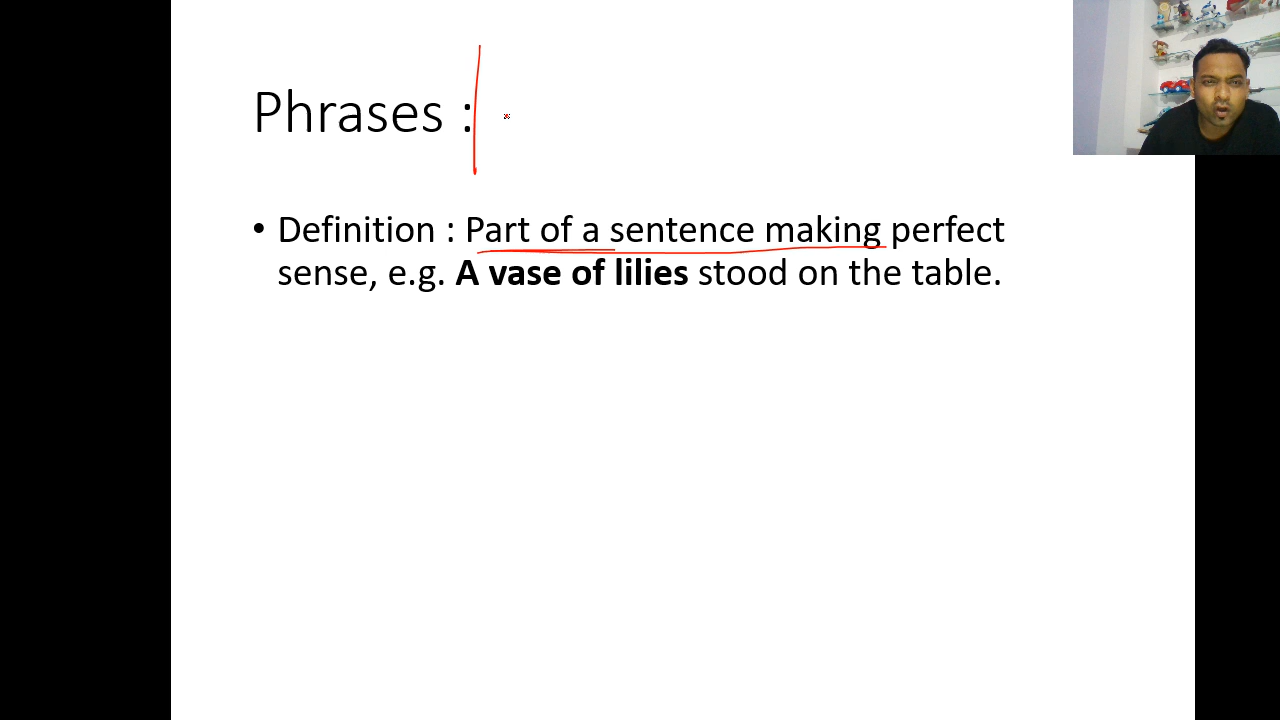 Phrases :
• Definition : Part of a sentence making perfect
sense, e.g. A vase of lilies stood on the table.